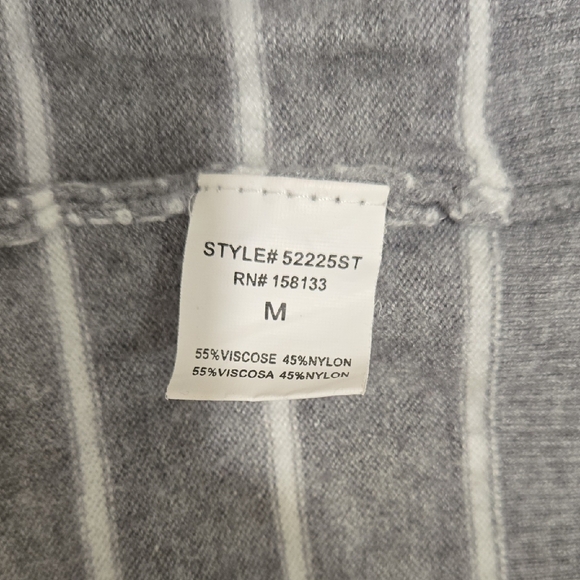 STYLE# 52225ST
RN# 158133
M
55%VISCOSE 45%NYLON
55%VISCOSA 45%NYLON